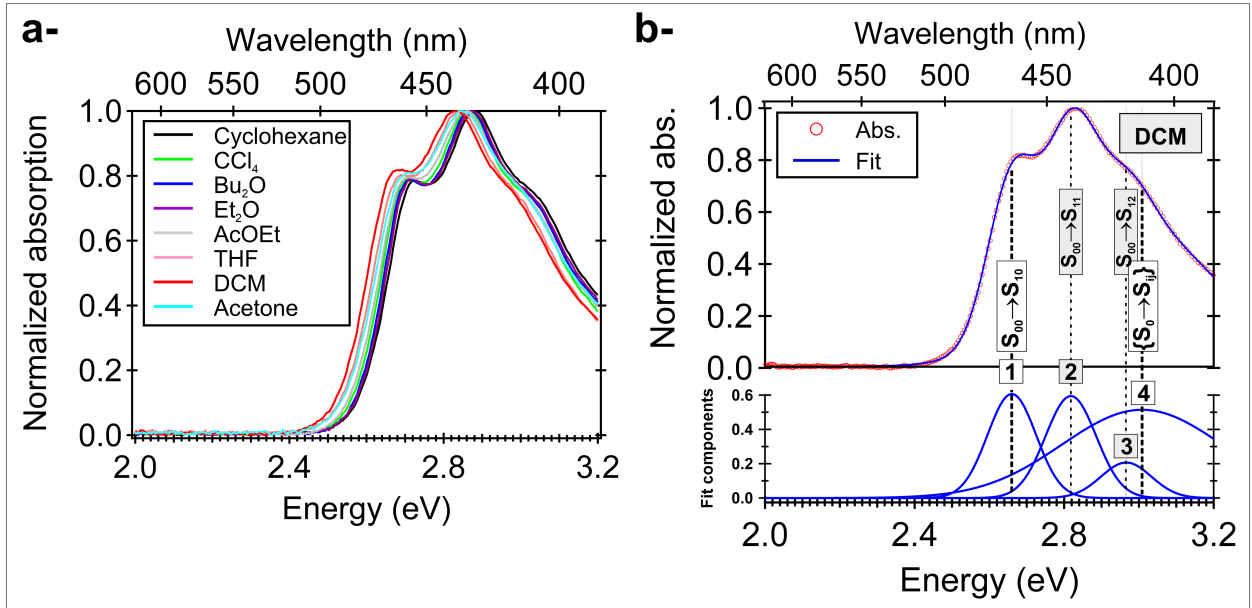 a-
Wavelength (nm)
600 550 500 450 400
Normalized absorption
1.0
0.8
0.6
0.4
0.2
0.0
Cyclohexane
CCl₄
Bu₂O
Et₂O
AcOEt
THF
DCM
Acetone
2.0 2.4 2.8 3.2
Energy (eV)
b-
Wavelength (nm)
600 550 500 450 400
Normalized abs.
1.0
0.8
0.6
0.4
0.2
0.0
Abs.
Fit
DCM
S₀₀→S₁₀
S₀₀→S₁₁
S₀₀→S₁₂
{S₀→Sᵢⱼ}
1
2
3
4
Fit components
0.6
0.4
0.2
0.0
2.0 2.4 2.8 3.2
Energy (eV)